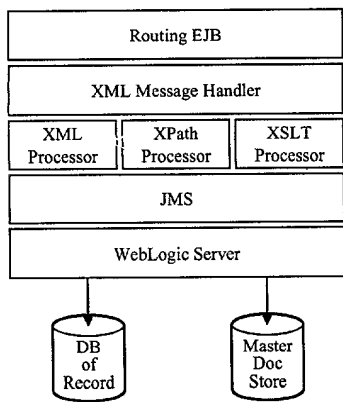 Routing EJB
XML Message Handler
XML
Processor
XPath
Processor
XSLT
Processor
JMS
WebLogic Server
DB
of
Record
Master
Doc
Store